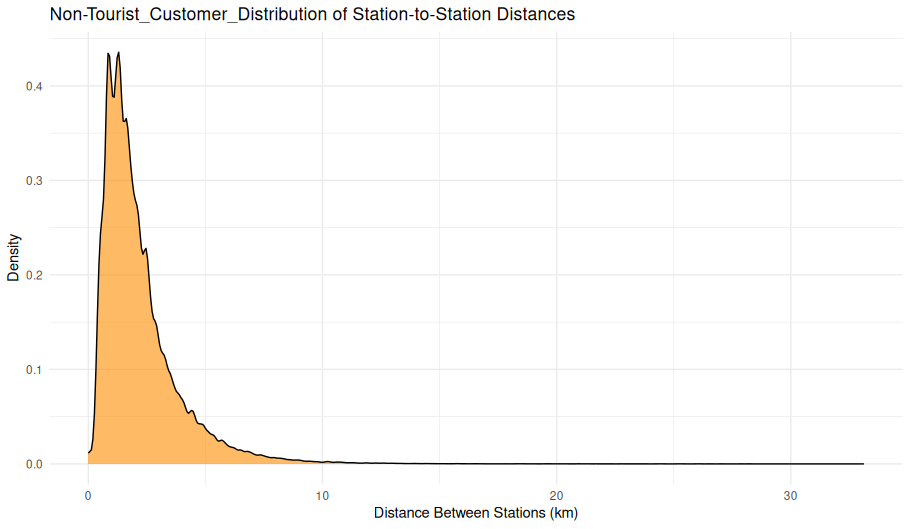 Non-Tourist_Customer_Distribution of Station-to-Station Distances
Density
0.4
0.3
0.2
0.1
0.0
0 10 20 30
Distance Between Stations (km)